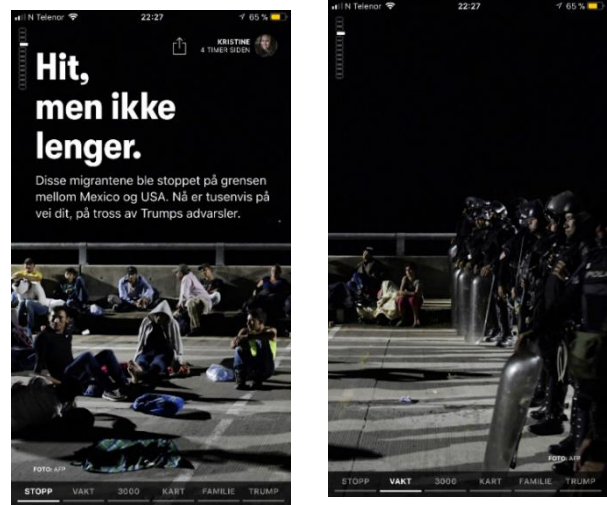 N Telenor
22:27
65 %
KRISTINE
4 TIMER SIDEN
Hit,
men ikke
lenger.
Disse migrantene ble stoppet på grensen
mellom Mexico og USA. Nå er tusenvis på
vei dit, på tross av Trumps advarsler.
FOTO: AFP
STOPP VAKT 3000 KART FAMILIE TRUMP
N Telenor
22:27
65 %
FOTO: AFP
STOPP VAKT 3000 KART FAMILIE TRUMP